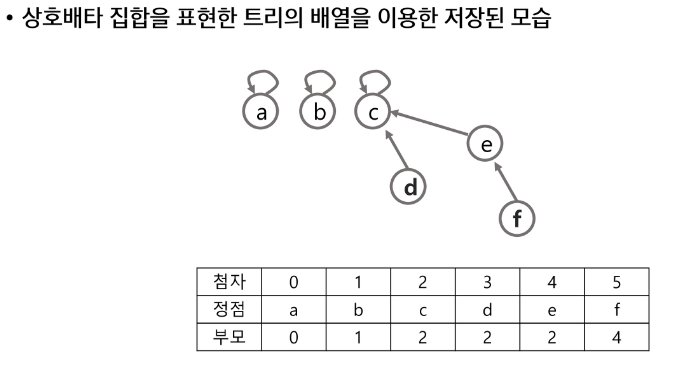 • 상호배타 집합을 표현한 트리의 배열을 이용한 저장된 모습
a b c
e
d
f
첨자 0 1 2 3 4 5
정점 a b c d e f
부모 0 1 2 2 2 4